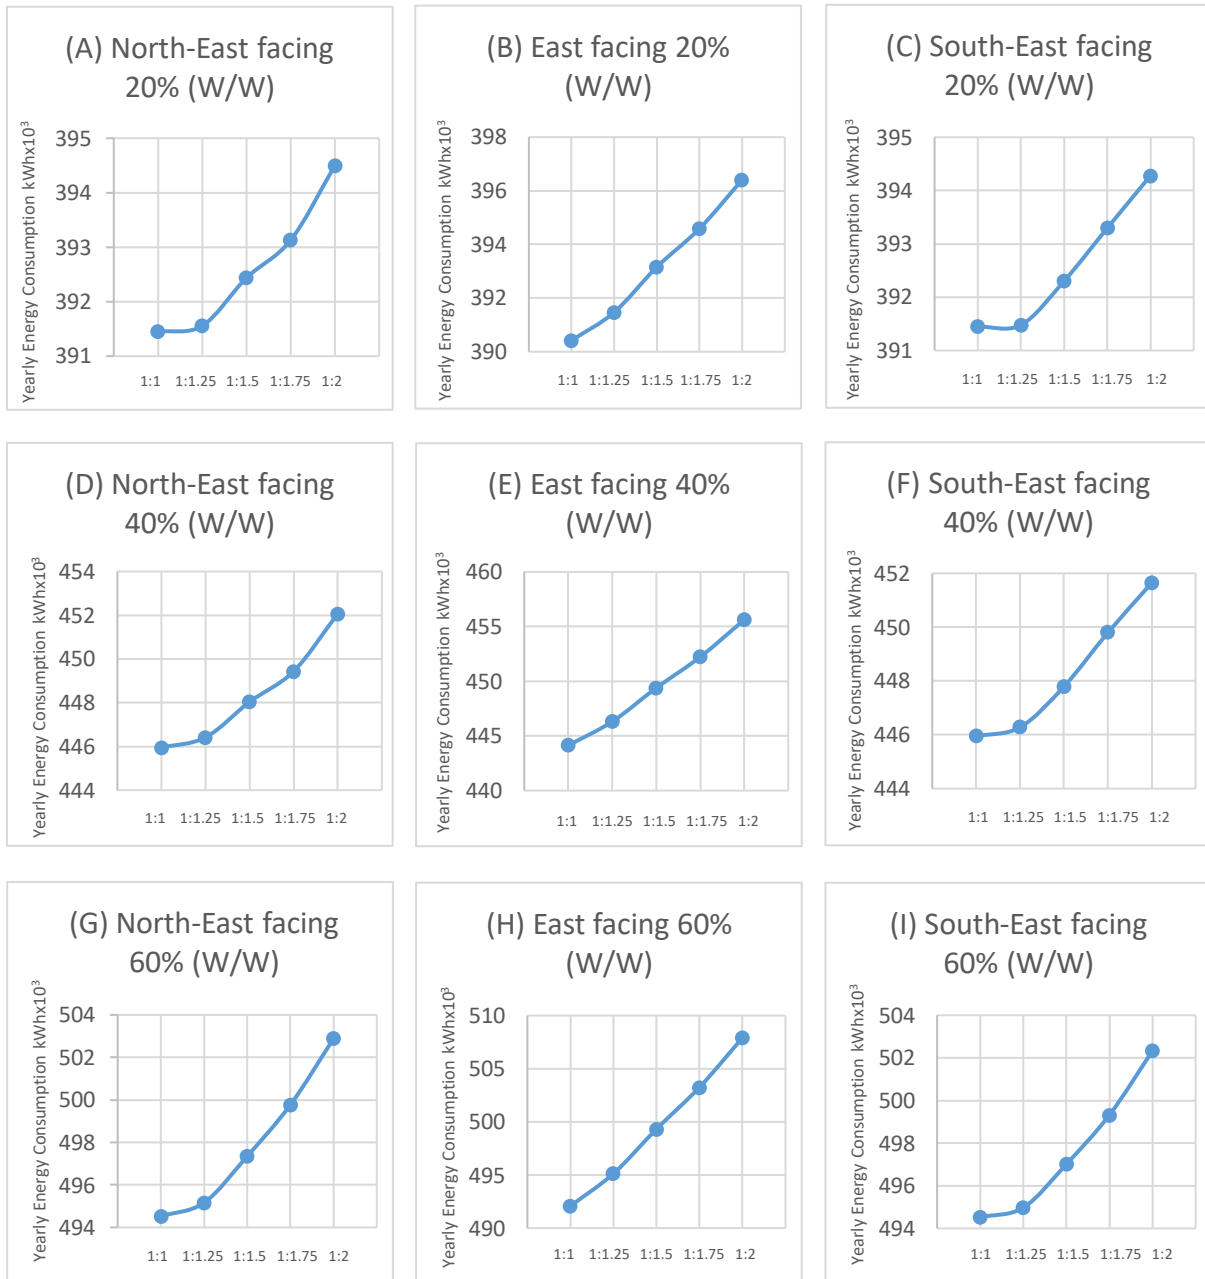 (A) North-East facing
20% (W/W)
Yearly Energy Consumption kWhx10³
395
394
393
392
391
1:1 1:1.25 1:1.5 1:1.75 1:2
(B) East facing 20%
(W/W)
Yearly Energy Consumption kWhx10³
398
396
394
392
390
1:1 1:1.25 1:1.5 1:1.75 1:2
(C) South-East facing
20% (W/W)
Yearly Energy Consumption kWhx10³
395
394
393
392
391
1:1 1:1.25 1:1.5 1:1.75 1:2
(D) North-East facing
40% (W/W)
Yearly Energy Consumption kWhx10³
454
452
450
448
446
444
1:1 1:1.25 1:1.5 1:1.75 1:2
(E) East facing 40%
(W/W)
Yearly Energy Consumption kWhx10³
460
455
450
445
440
1:1 1:1.25 1:1.5 1:1.75 1:2
(F) South-East facing
40% (W/W)
Yearly Energy Consumption kWhx10³
452
450
448
446
444
1:1 1:1.25 1:1.5 1:1.75 1:2
(G) North-East facing
60% (W/W)
Yearly Energy Consumption kWhx10³
504
502
500
498
496
494
1:1 1:1.25 1:1.5 1:1.75 1:2
(H) East facing 60%
(W/W)
Yearly Energy Consumption kWhx10³
510
505
500
495
490
1:1 1:1.25 1:1.5 1:1.75 1:2
(I) South-East facing
60% (W/W)
Yearly Energy Consumption kWhx10³
504
502
500
498
496
494
1:1 1:1.25 1:1.5 1:1.75 1:2